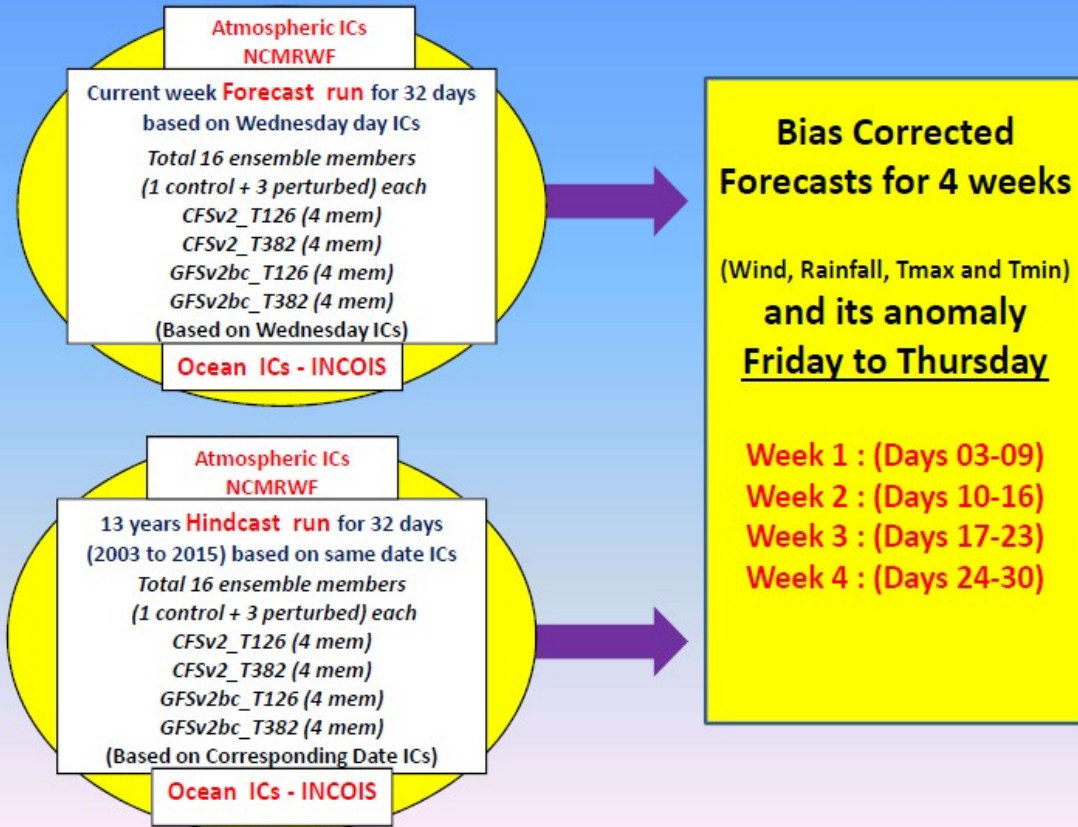 Atmospheric ICs
NCMRWF
Current week Forecast run for 32 days
based on Wednesday day ICs
Total 16 ensemble members
(1 control + 3 perturbed) each
CFSv2_T126 (4 mem)
CFSv2_T382 (4 mem)
GFSv2bc_T126 (4 mem)
GFSv2bc_T382 (4 mem)
(Based on Wednesday ICs)
Ocean ICs - INCOIS
Atmospheric ICs
NCMRWF
13 years Hindcast run for 32 days
(2003 to 2015) based on same date ICs
Total 16 ensemble members
(1 control + 3 perturbed) each
CFSv2_T126 (4 mem)
CFSv2_T382 (4 mem)
GFSv2bc_T126 (4 mem)
GFSv2bc_T382 (4 mem)
(Based on Corresponding Date ICs)
Ocean ICs - INCOIS
Bias Corrected
Forecasts for 4 weeks
(Wind, Rainfall, Tmax and Tmin)
and its anomaly
Friday to Thursday
Week 1 : (Days 03-09)
Week 2 : (Days 10-16)
Week 3 : (Days 17-23)
Week 4 : (Days 24-30)